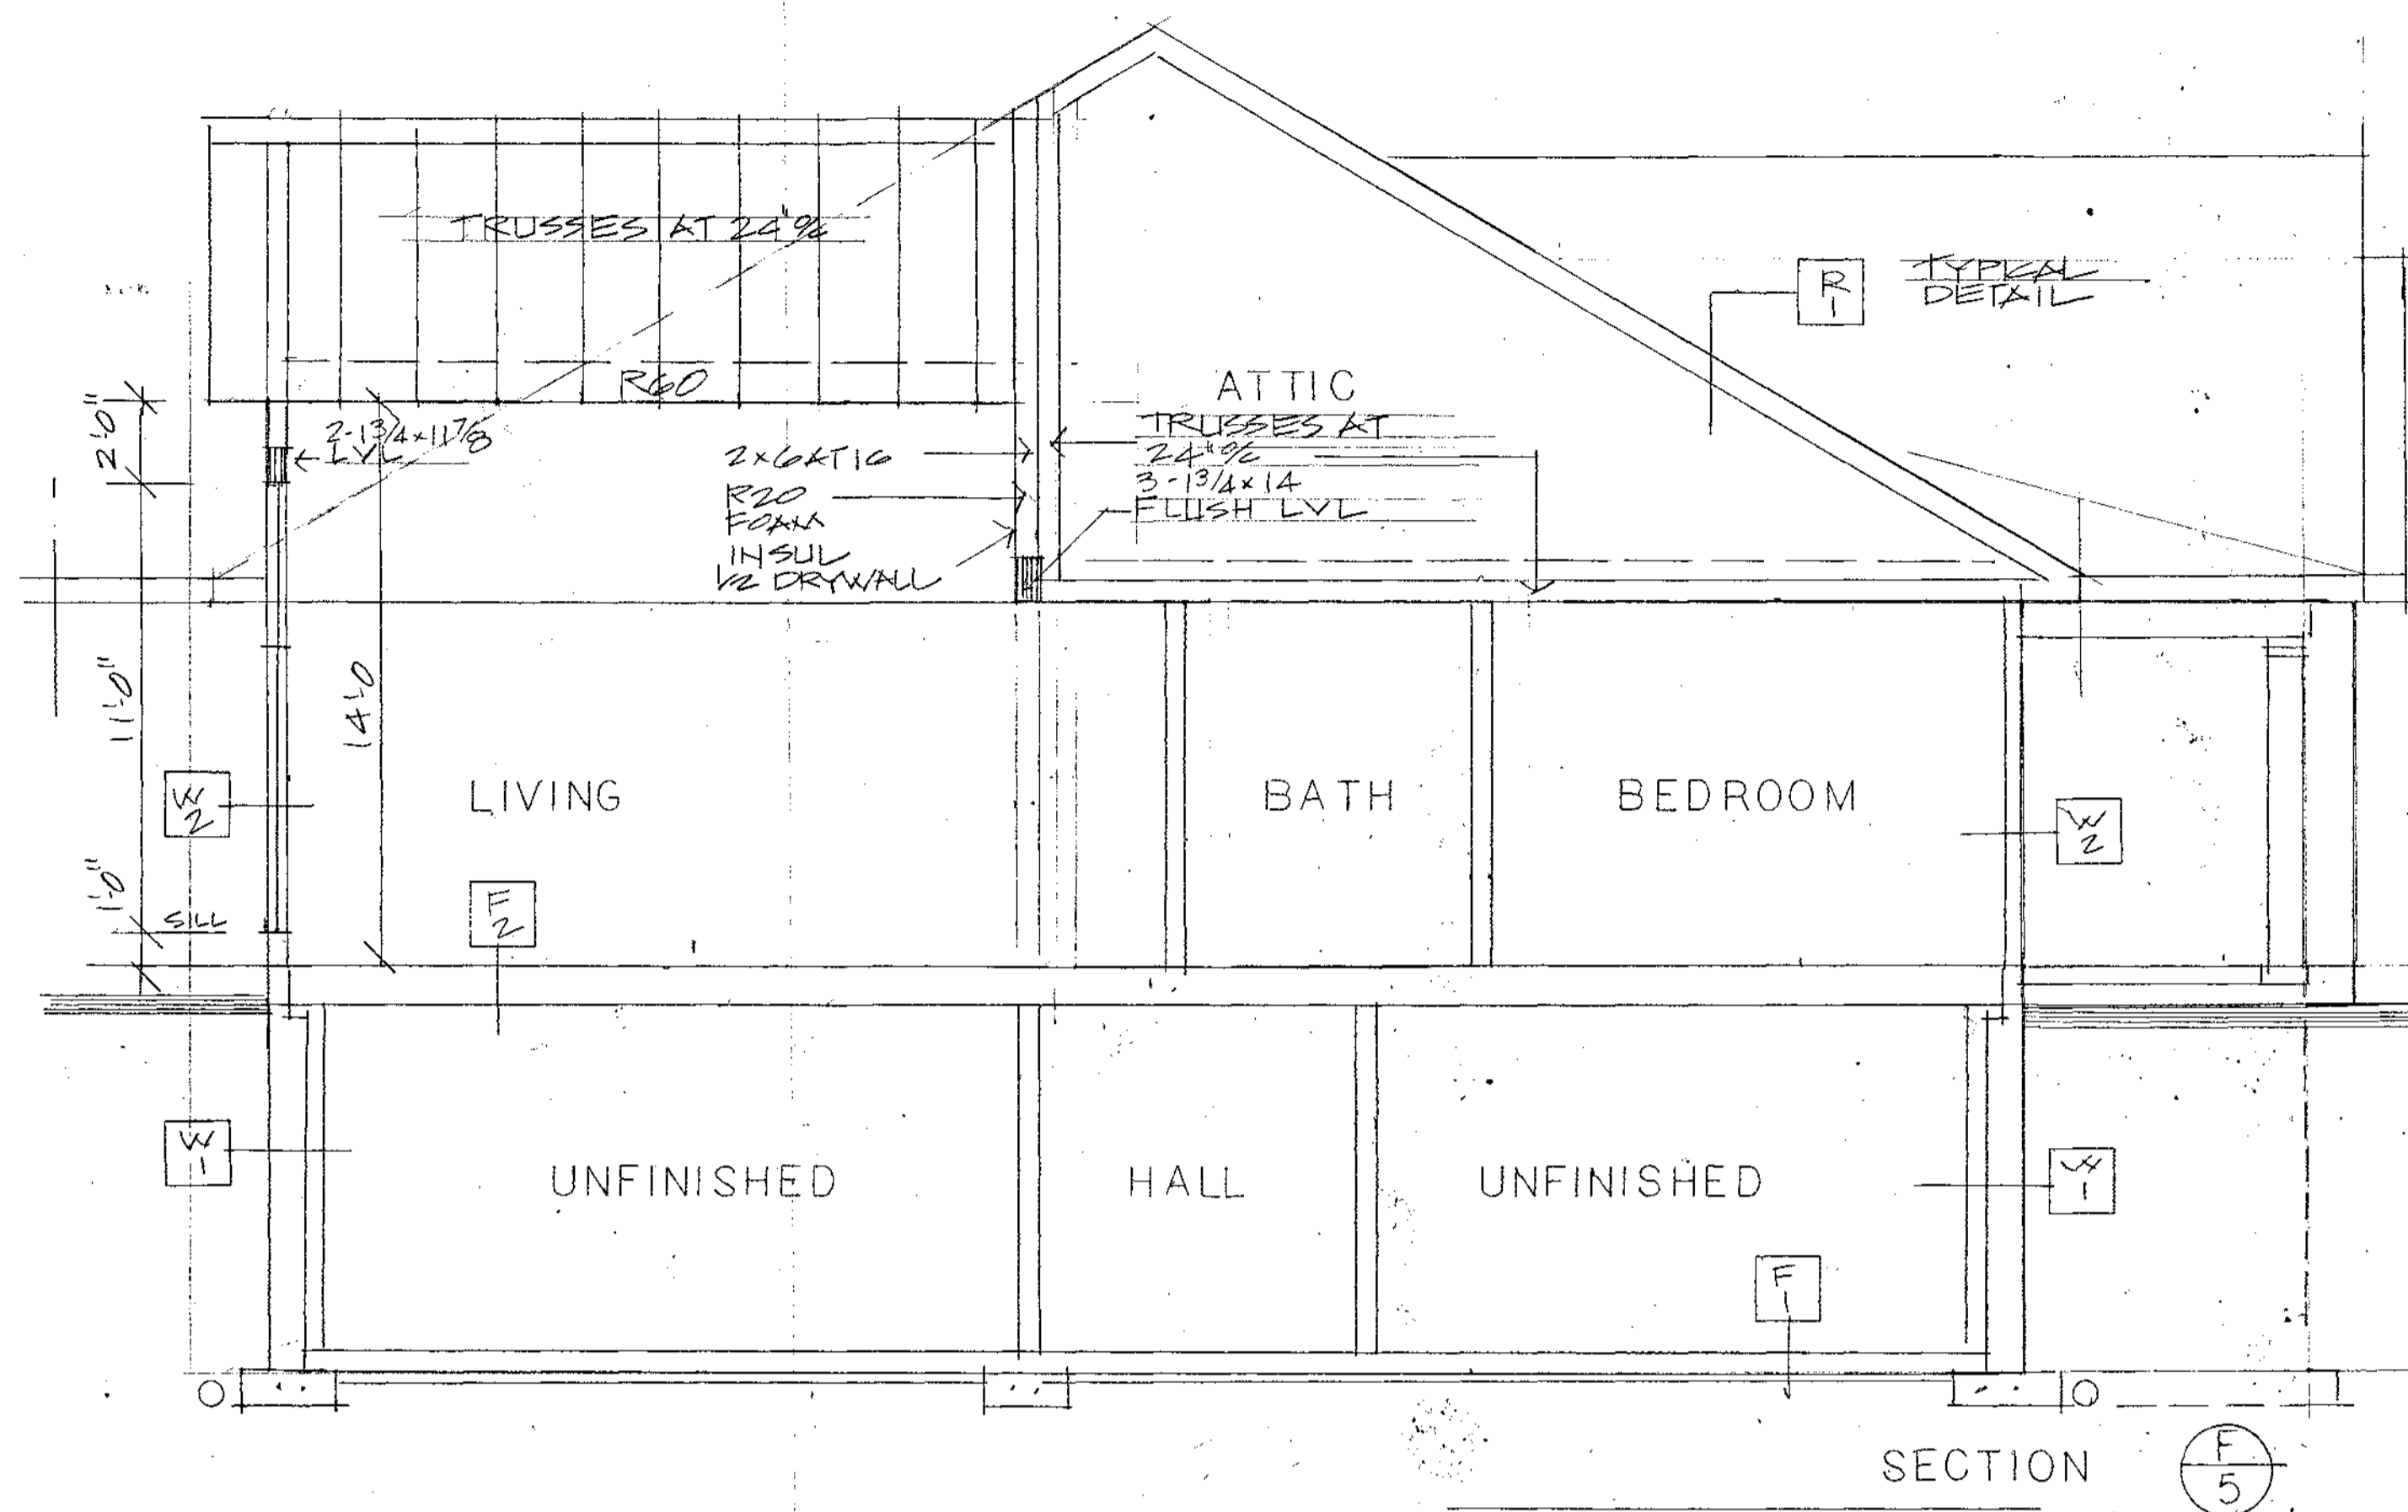 TRUSSES AT 24" %
R60
2'-0"
2-1 3/4 x 11 7/8
LVL
R
1
TYPICAL
DETAIL
ATTIC
TRUSSES AT
24" %
3-1 3/4 x 14
FLUSH LVL
2x6 AT 16
R20
FOAM
INSUL
1/2 DRYWALL
11'-0"
14'-0
W
2
LIVING
BATH
BEDROOM
W
2
1'-0"
SILL
F
2
W
1
UNFINISHED
HALL
UNFINISHED
W
1
F
1
SECTION
F
5